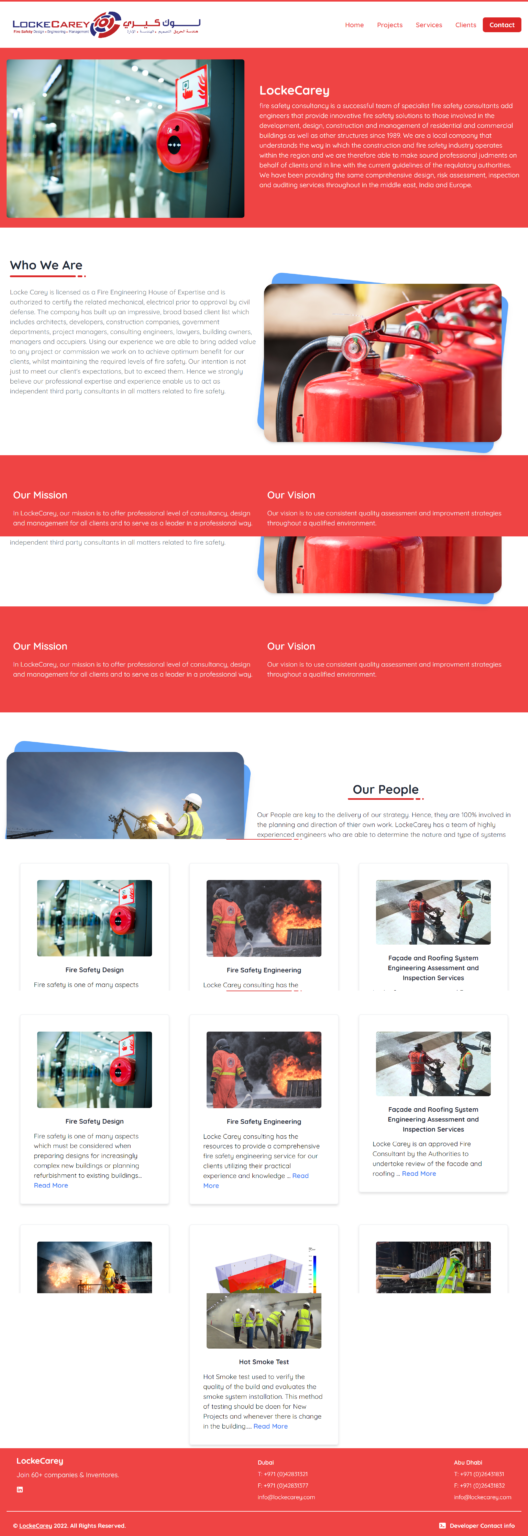 LOCKECAREY لوك كيري
Fire Safety Design • Engineering • Management
Home Projects Services Clients Contact
LockeCarey
fire safety consultancy is a successful team of specialist fire safety consultants add
engineers that provide innovative fire safety solutions to those involved in the
development, design, construction and management of residential and commercial
buildings as well as other structures since 1989. We are a local company that
understands the way in which the construction and fire safety industry operates
within the region and we are therefore able to make sound professional judments on
behalf of clients and in line with the current guidelines of the requlatory authorities.
We have been providing the same comprehensive design, risk assessment, inspection
and auditing services throughout in the middle east, India and Europe.
Who We Are
Locke Carey is licensed as a Fire Engineering House of Expertise and is
authorized to certify the related mechanical, electrical prior to approval by civil
defense. The company has built up an impressive, broad based client list which
includes architects, developers, construction companies, government
departments, project managers, consulting engineers, lawyers, building owners,
managers and occupiers. Using our experience we are able to bring added value
to any project or commission we work on to achieve optimum benefit for our
clients, whilst maintaining the required levels of fire safety. Our intention is not
just to meet our client's expectations, but to exceed them. Hence we strongly
believe our professional expertise and experience enable us to act as
independent third party consultants in all matters related to fire safety.
Our Mission
In LockeCarey, our mission is to offer professional level of consultancy, design
and management for all clients and to serve as a leader in a professional way.
Our Vision
Our vision is to use consistent quality assessment and improvment strategies
throughout a qualified environment.
independent third party consultants in all matters related to fire safety.
Our Mission
In LockeCarey, our mission is to offer professional level of consultancy, design
and management for all clients and to serve as a leader in a professional way.
Our Vision
Our vision is to use consistent quality assessment and improvment strategies
throughout a qualified environment.
Our People
Our People are key to the delivery of our strategy. Hence, they are 100% involved in
the planning and direction of thier own work. LockeCarey has a team of highly
experienced engineers who are able to determine the nature and type of systems
Fire Safety Design
Fire safety is one of many aspects
Fire Safety Engineering
Locke Carey consulting has the
Façade and Roofing System
Engineering Assessment and
Inspection Services
Fire Safety Design
Fire safety is one of many aspects
which must be considered when
preparing designs for increasingly
complex new buildings or planning
refurbishment to existing buildings...
Read More
Fire Safety Engineering
Locke Carey consulting has the
resources to provide a comprehensive
fire safety engineering service for our
clients utilizing their practical
experience and knowledge ... Read
More
Façade and Roofing System
Engineering Assessment and
Inspection Services
Locke Carey is an approved Fire
Consultant by the Authorities to
undertake review of the facade and
roofing ... Read More
Hot Smoke Test
Hot Smoke test used to verify the
quality of the build and evaluates the
smoke system installation. This method
of testing should be doen for New
Projects and whenever there is change
in the building.... Read More
LockeCarey
Join 60+ companies & Inventores.
Dubai
T: +971 (0)42831321
F: +971 (0)42831377
info@lockecarey.com
Abu Dhabi
T: +971 (0)26431831
F: +971 (0)26431832
info@lockecarey.com
© LockeCarey 2022. All Rights Reserved.
Developer Contact info